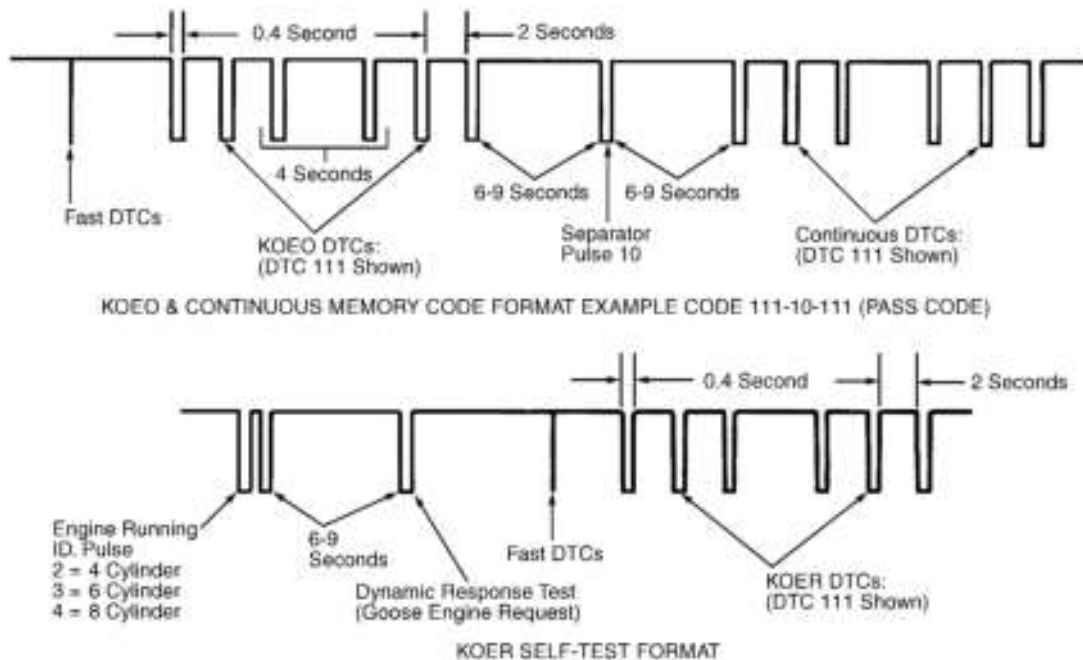 0.4 Second
2 Seconds
4 Seconds
6-9 Seconds
6-9 Seconds
Fast DTCs
KOEO DTCs:
(DTC 111 Shown)
Separator
Pulse 10
Continuous DTCs:
(DTC 111 Shown)
KOEO & CONTINUOUS MEMORY CODE FORMAT EXAMPLE CODE 111-10-111 (PASS CODE)
0.4 Second
2 Seconds
Engine Running
ID. Pulse
2 = 4 Cylinder
3 = 6 Cylinder
4 = 8 Cylinder
6-9
Seconds
Dynamic Response Test
(Goose Engine Request)
Fast DTCs
KOER DTCs:
(DTC 111 Shown)
KOER SELF-TEST FORMAT